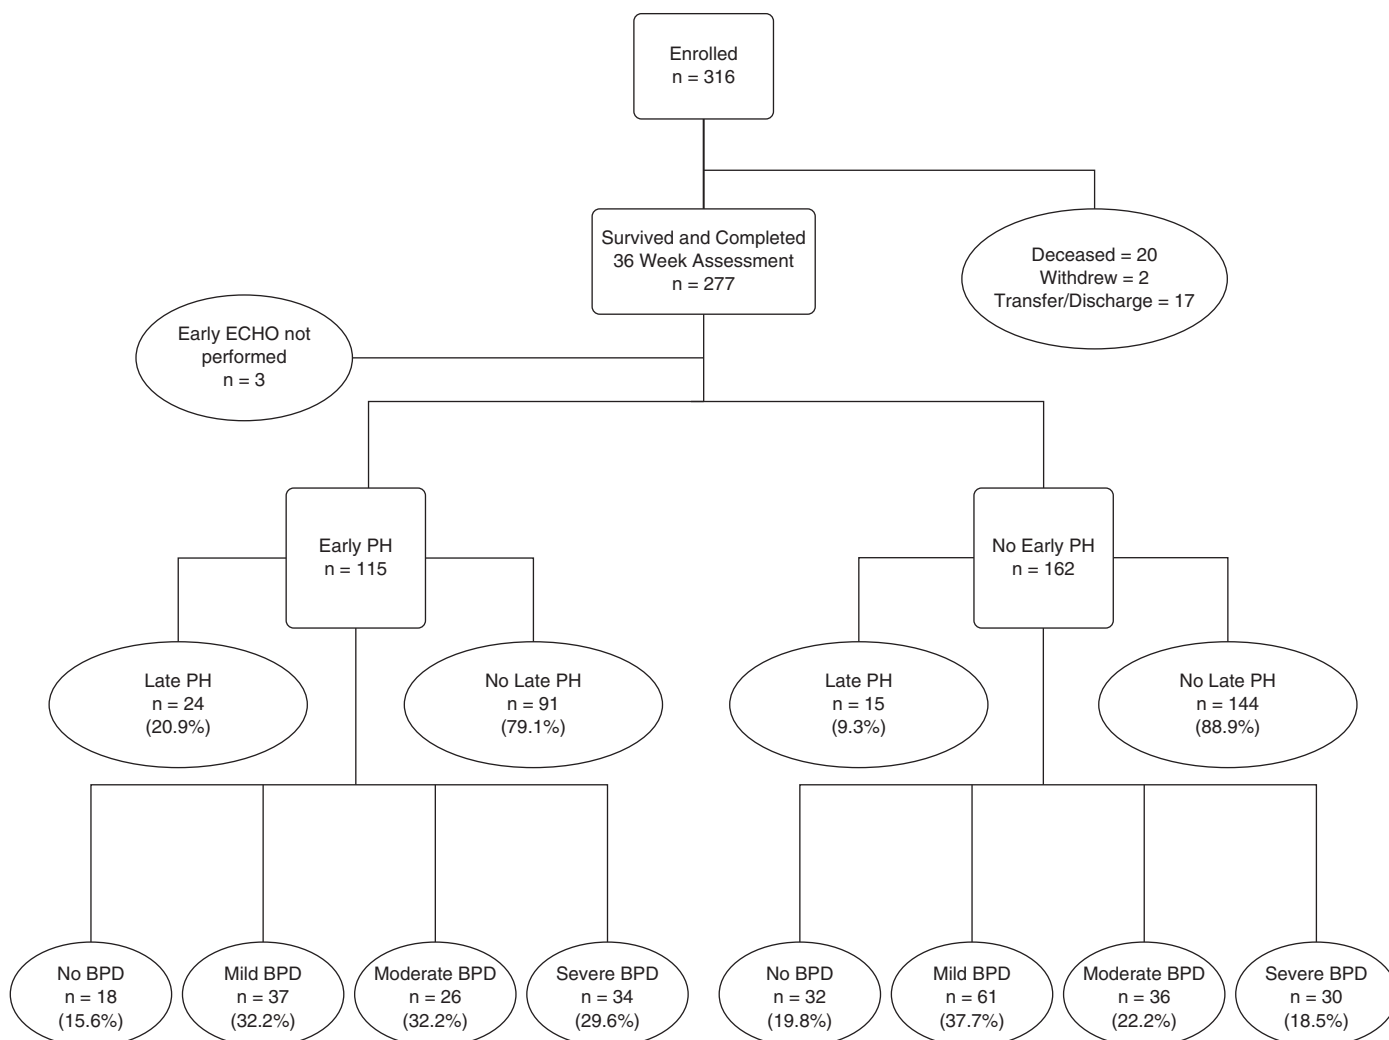 Enrolled
n = 316
Survived and Completed
36 Week Assessment
n = 277
Deceased = 20
Withdrew = 2
Transfer/Discharge = 17
Early ECHO not
performed
n = 3
Early PH
n = 115
No Early PH
n = 162
Late PH
n = 24
(20.9%)
No Late PH
n = 91
(79.1%)
Late PH
n = 15
(9.3%)
No Late PH
n = 144
(88.9%)
No BPD
n = 18
(15.6%)
Mild BPD
n = 37
(32.2%)
Moderate BPD
n = 26
(32.2%)
Severe BPD
n = 34
(29.6%)
No BPD
n = 32
(19.8%)
Mild BPD
n = 61
(37.7%)
Moderate BPD
n = 36
(22.2%)
Severe BPD
n = 30
(18.5%)